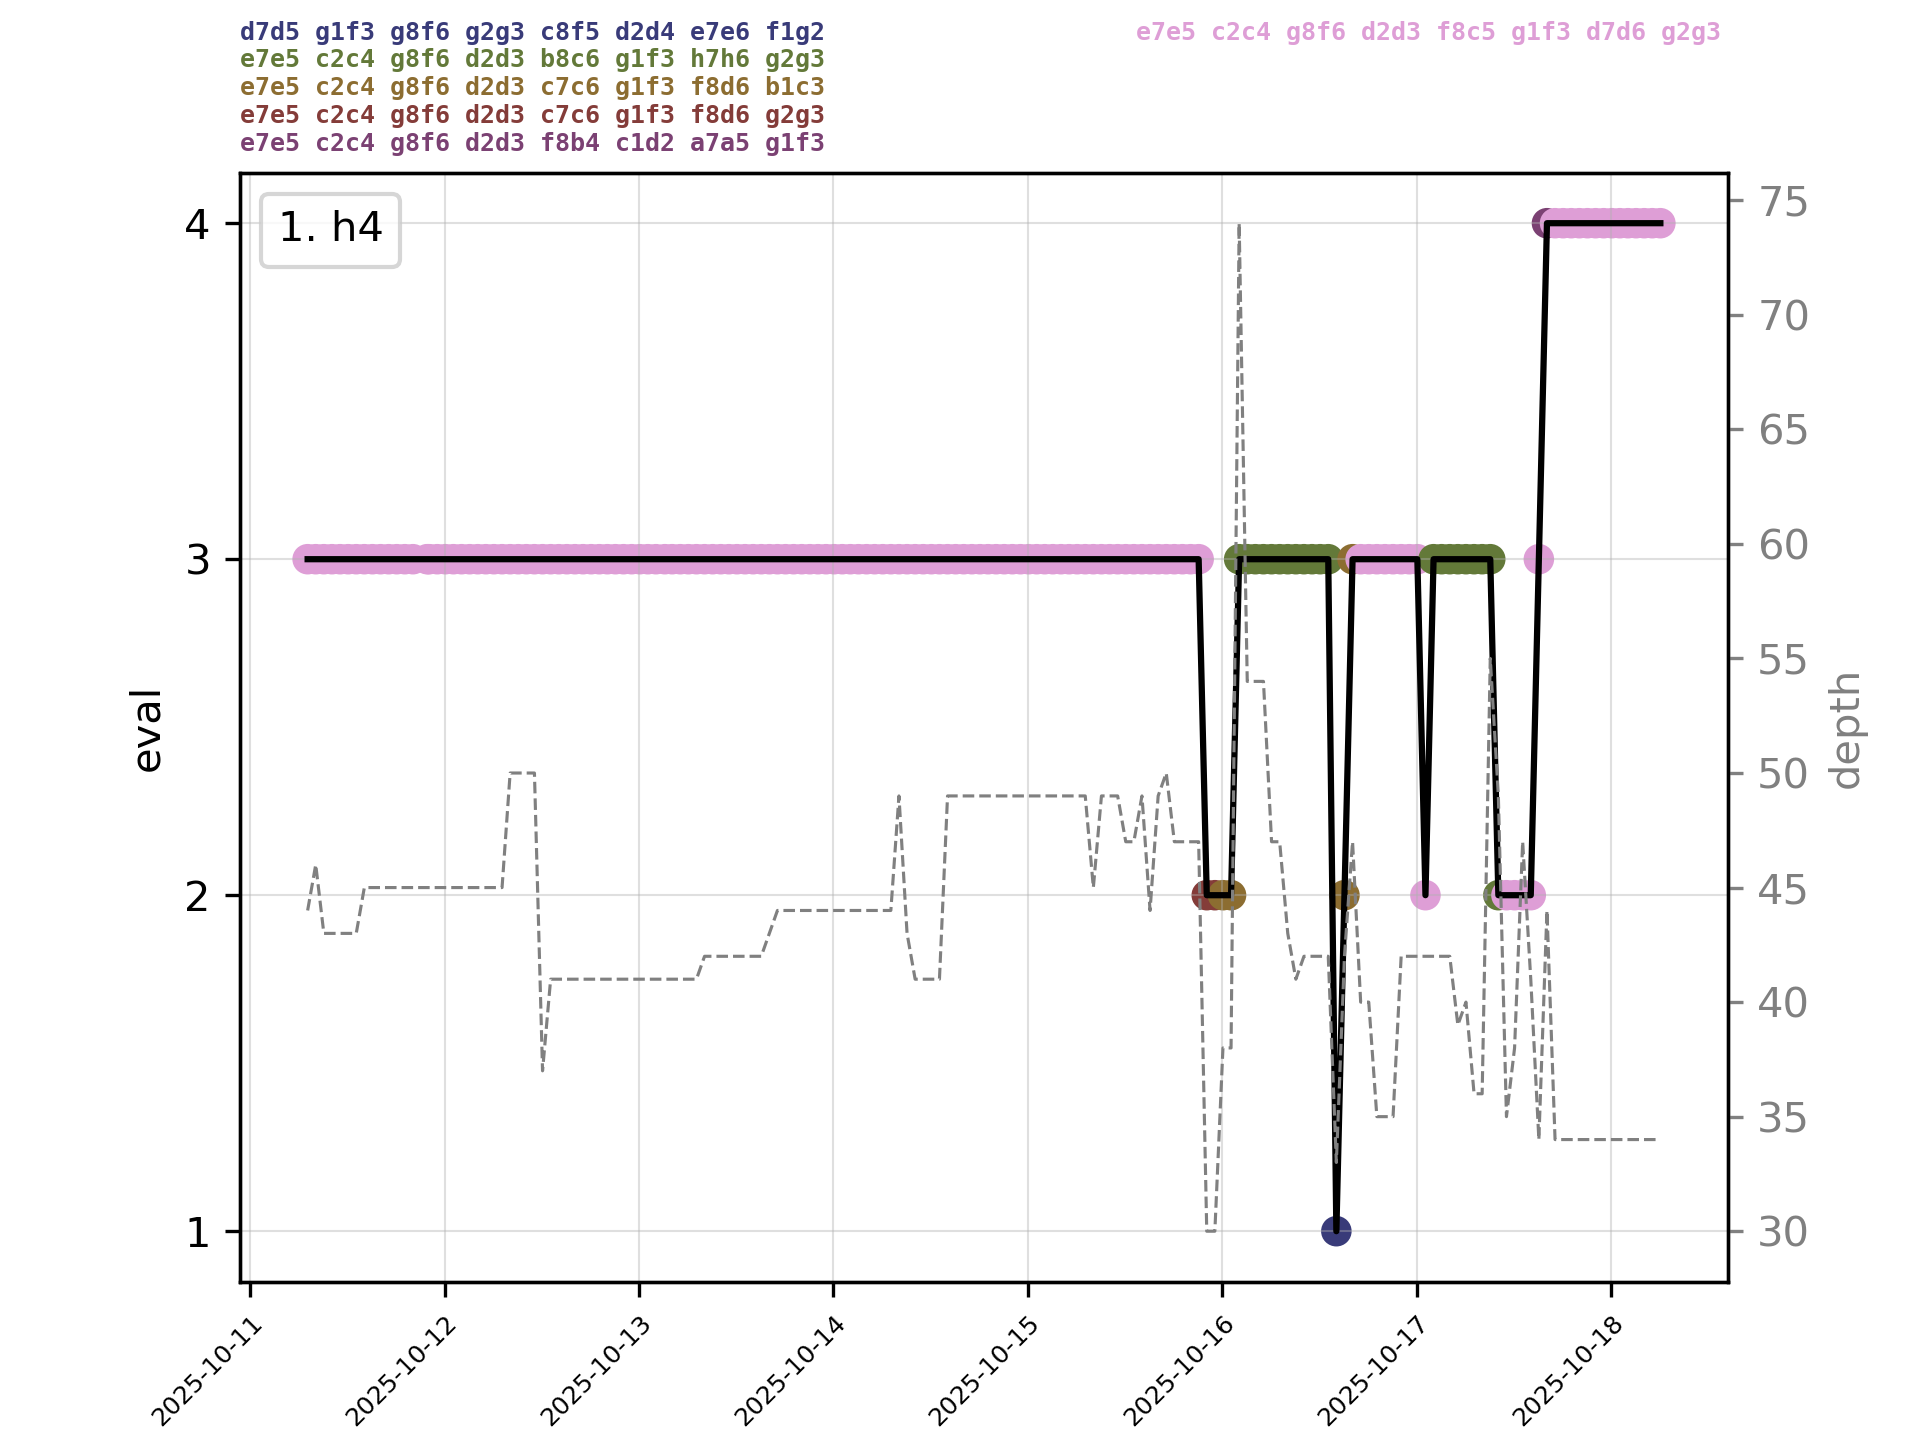 d7d5 g1f3 g8f6 g2g3 c8f5 d2d4 e7e6 f1g2
e7e5 c2c4 g8f6 d2d3 b8c6 g1f3 h7h6 g2g3
e7e5 c2c4 g8f6 d2d3 c7c6 g1f3 f8d6 b1c3
e7e5 c2c4 g8f6 d2d3 c7c6 g1f3 f8d6 g2g3
e7e5 c2c4 g8f6 d2d3 f8b4 c1d2 a7a5 g1f3
e7e5 c2c4 g8f6 d2d3 f8c5 g1f3 d7d6 g2g3
1. h4
4
3
2
1
eval
75
70
65
60
55
50
45
40
35
30
depth
2025-10-11
2025-10-12
2025-10-13
2025-10-14
2025-10-15
2025-10-16
2025-10-17
2025-10-18